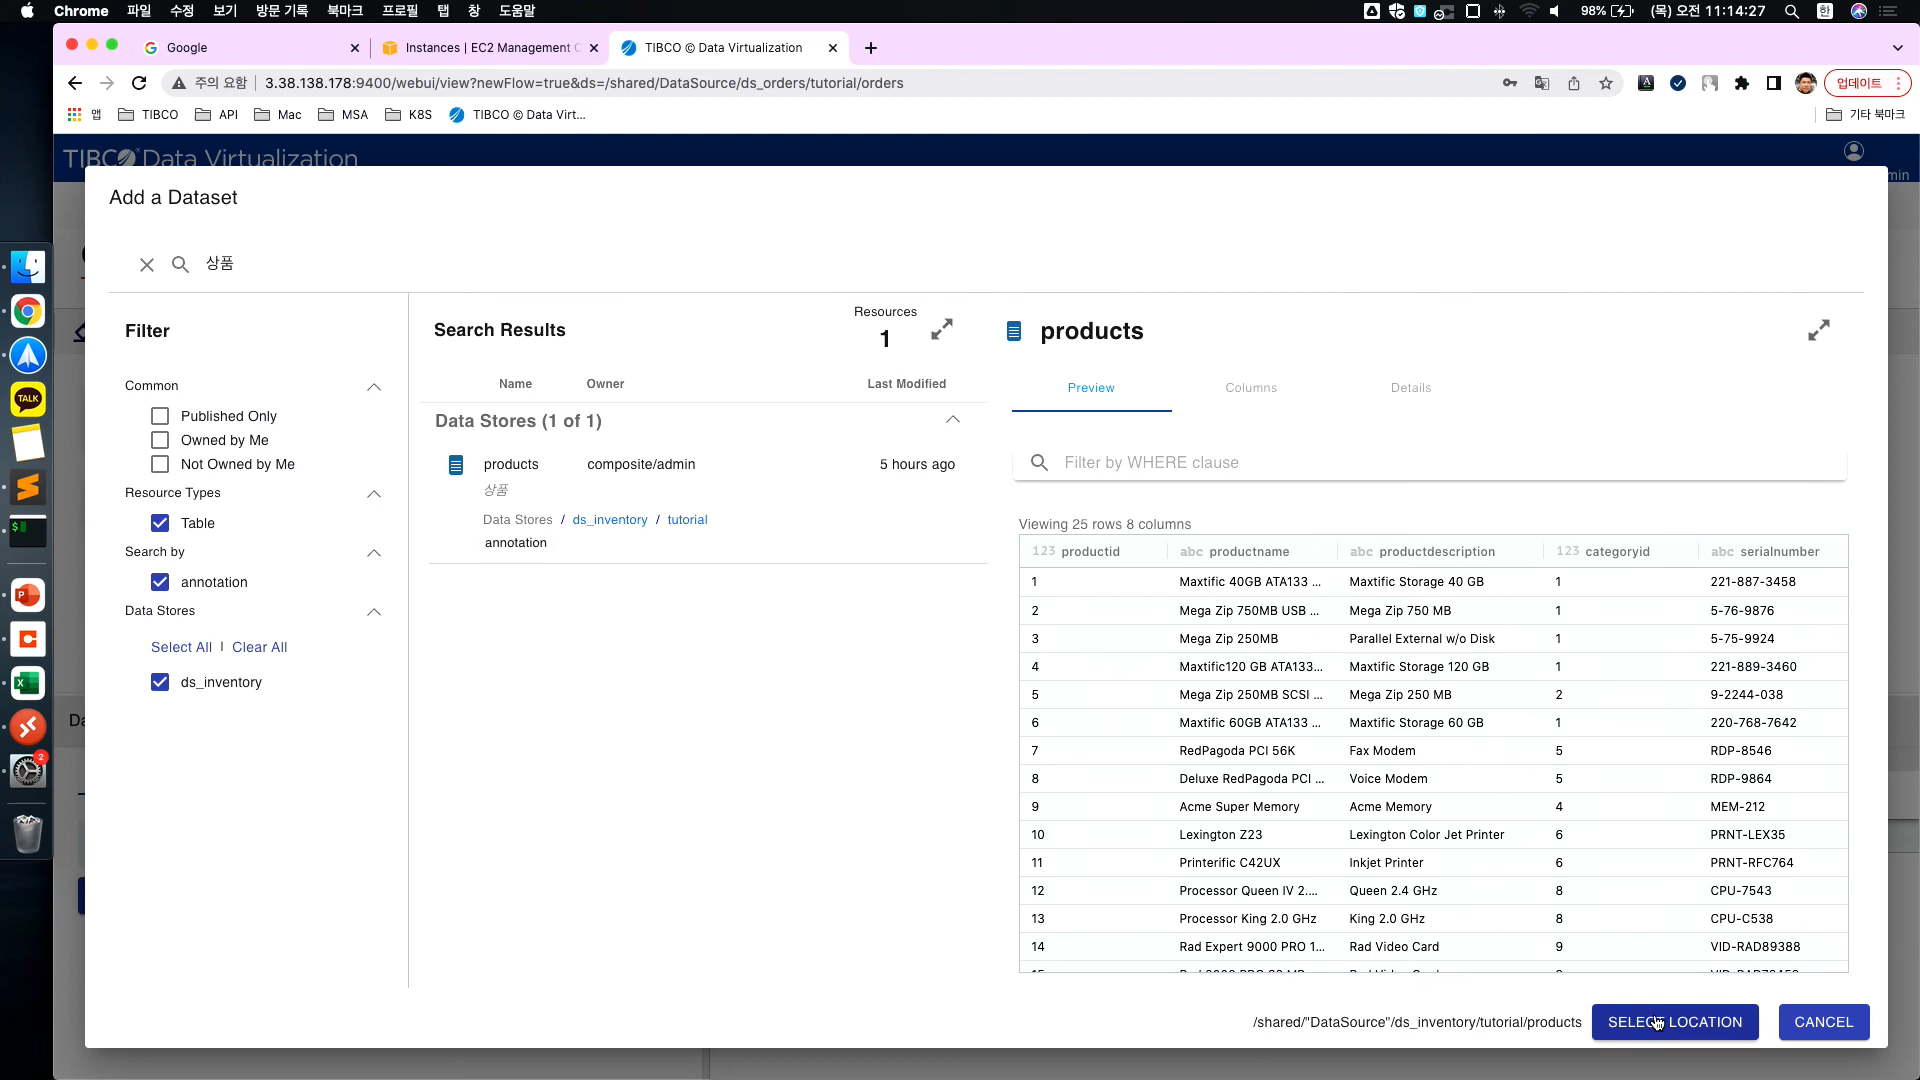 Chrome 파일 수정 보기 방문 기록 북마크 프로필 탭 창 도움말 98% (목) 오전 11:14:27 한
Google Instances | EC2 Management C TIBCO © Data Virtualization
주의 요함 3.38.138.178:9400/webui/view?newFlow=true&ds=/shared/DataSource/ds_orders/tutorial/orders 업데이트
앱 TIBCO API Mac MSA K8S TIBCO © Data Virt... 기타 북마크
TIBCO Data Virtualization
min
Add a Dataset
상품
Filter
Common
Published Only
Owned by Me
Not Owned by Me
Resource Types
Table
Search by
annotation
Data Stores
Select All | Clear All
ds_inventory
Search Results
Resources
1
Name Owner Last Modified
Data Stores (1 of 1)
products composite/admin 5 hours ago
상품
Data Stores / ds_inventory / tutorial
annotation
products
Preview Columns Details
Filter by WHERE clause
Viewing 25 rows 8 columns
123 productid abc productname abc productdescription 123 categoryid abc serialnumber
1 Maxtific 40GB ATA133 ... Maxtific Storage 40 GB 1 221-887-3458
2 Mega Zip 750MB USB ... Mega Zip 750 MB 1 5-76-9876
3 Mega Zip 250MB Parallel External w/o Disk 1 5-75-9924
4 Maxtific120 GB ATA133... Maxtific Storage 120 GB 1 221-889-3460
5 Mega Zip 250MB SCSI ... Mega Zip 250 MB 2 9-2244-038
6 Maxtific 60GB ATA133 ... Maxtific Storage 60 GB 1 220-768-7642
7 RedPagoda PCI 56K Fax Modem 5 RDP-8546
8 Deluxe RedPagoda PCI ... Voice Modem 5 RDP-9864
9 Acme Super Memory Acme Memory 4 MEM-212
10 Lexington Z23 Lexington Color Jet Printer 6 PRNT-LEX35
11 Printerific C42UX Inkjet Printer 6 PRNT-RFC764
12 Processor Queen IV 2.... Queen 2.4 GHz 8 CPU-7543
13 Processor King 2.0 GHz King 2.0 GHz 8 CPU-C538
14 Rad Expert 9000 PRO 1... Rad Video Card 9 VID-RAD89388
/shared/"DataSource"/ds_inventory/tutorial/products SELECT LOCATION CANCEL
TALK
Da
2